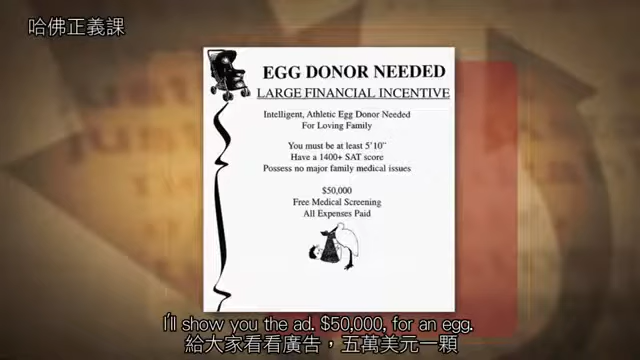 哈佛正義課
EGG DONOR NEEDED
LARGE FINANCIAL INCENTIVE
Intelligent, Athletic Egg Donor Needed
For Loving Family
You must be at least 5'10"
Have a 1400+ SAT score
Possess no major family medical issues
$50,000
Free Medical Screening
All Expenses Paid
I'll show you the ad. $50,000, for an egg.
給大家看看廣告，五萬美元一顆